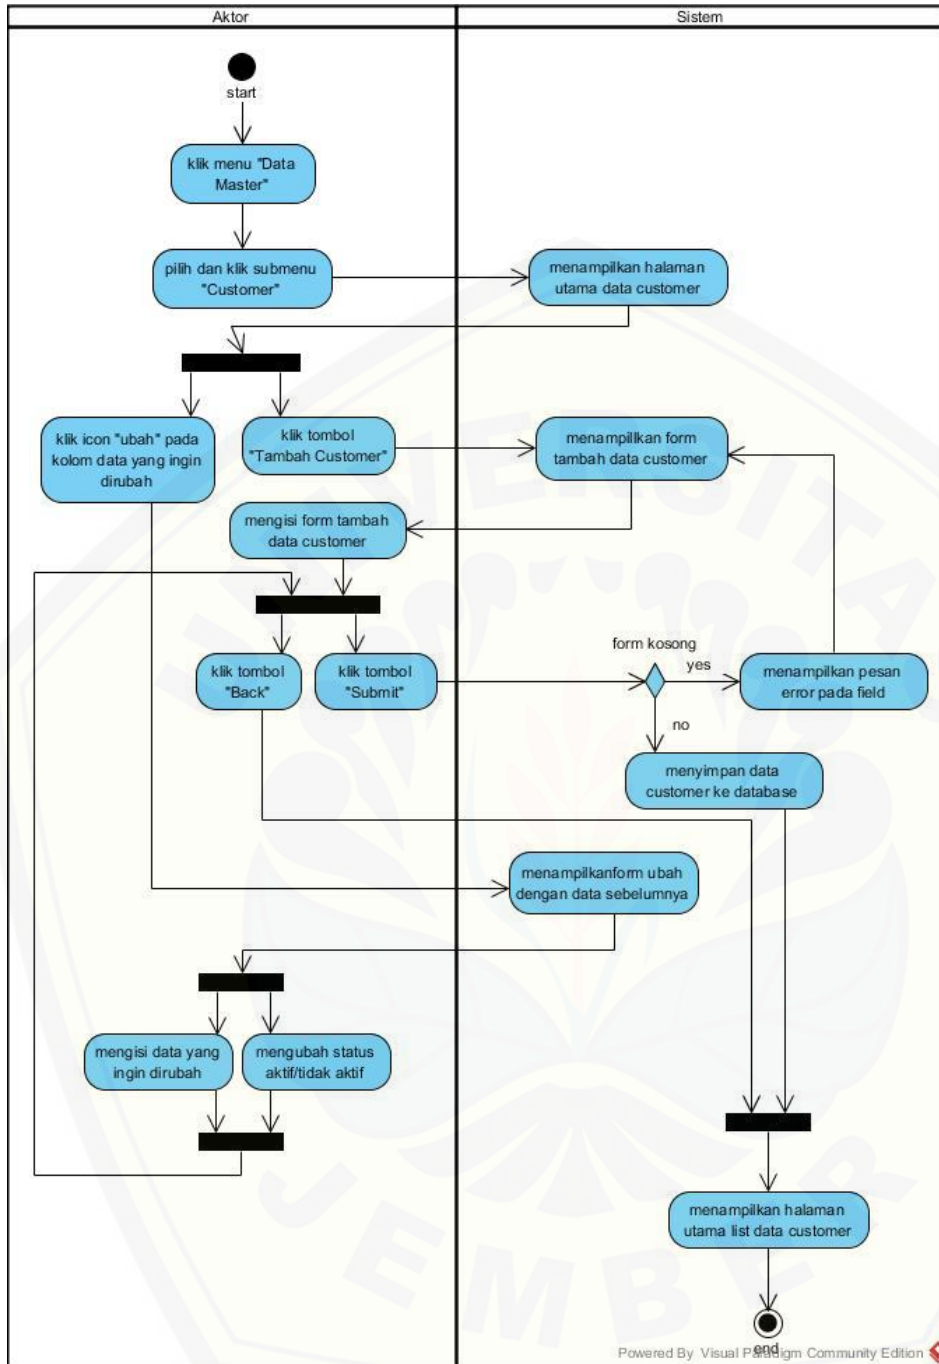 Aktor
Sistem
start
klik menu "Data
Master"
pilih dan klik submenu
"Customer"
menampilkan halaman
utama data customer
klik icon "ubah" pada
kolom data yang ingin
dirubah
klik tombol
"Tambah Customer"
menampillkan form
tambah data customer
mengisi form tambah
data customer
klik tombol
"Back"
klik tombol
"Submit"
form kosong
yes
menampilkan pesan
error pada field
no
menyimpan data
customer ke database
menampilkanform ubah
dengan data sebelumnya
mengisi data yang
ingin dirubah
mengubah status
aktif/tidak aktif
menampilkan halaman
utama list data customer
end
Powered By Visual Paradigm Community Edition
UNIVERSITAS
JEMBER